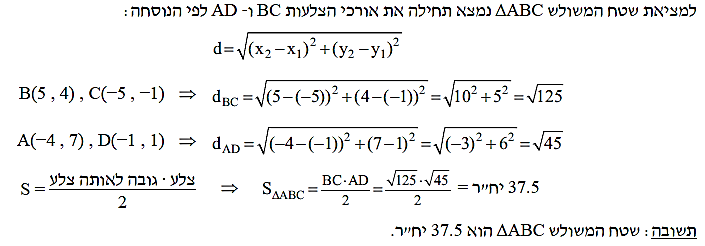 למציאת שטח המשולש ΔABC נמצא תחילה את אורכי הצלעות BC ו- AD לפי הנוסחה:
d=√((x₂−x₁)²+(y₂−y₁)²)
B(5 , 4) , C(−5 , −1) ⇒ d_BC=√((5−(−5))²+(4−(−1))²)=√(10²+5²)=√125
A(−4 , 7) , D(−1 , 1) ⇒ d_AD=√((−4−(−1))²+(7−1)²)=√((−3)²+6²)=√45
S=צלע · גובה לאותה צלע/2 ⇒ S_ΔABC=BC·AD/2=√125·√45/2= 37.5 יח״ר
תשובה: שטח המשולש ΔABC הוא 37.5 יח״ר.